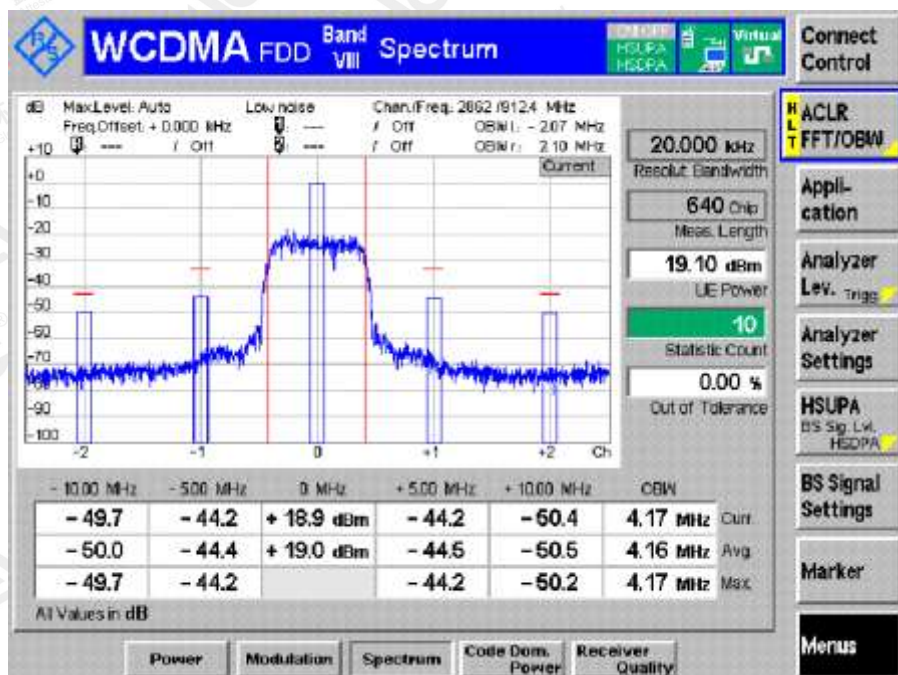 R&S
WCDMA FDD Band VIII Spectrum
HSUPA
HSDPA
Virtual
Connect Control
dB Max.Level: Auto Low noise Chan./Freq.: 2862 / 912.4 MHz
Freq.Offset: + 0.000 kHz 1: --- / Off OBW l: - 2.07 MHz
3: --- / Off 2: --- / Off OBW r: 2.10 MHz
Current
+10
+0
-10
-20
-30
-40
-50
-60
-70
-80
-90
-100
-2 -1 0 +1 +2 Ch
20.000 kHz
Resolut. Bandwidth
640 Chip
Meas. Length
19.10 dBm
UE Power
10
Statistic Count
0.00 %
Out of Tolerance
- 10.00 MHz - 5.00 MHz 0 MHz + 5.00 MHz + 10.00 MHz OBW
- 49.7 - 44.2 + 18.9 dBm - 44.2 - 50.4 4.17 MHz Curr.
- 50.0 - 44.4 + 19.0 dBm - 44.5 - 50.5 4.16 MHz Avg.
- 49.7 - 44.2 - 44.2 - 50.2 4.17 MHz Max.
All Values in dB
HLT ACLR FFT/OBW
Appli- cation
Analyzer Lev. Trigg.
Analyzer Settings
HSUPA
BS Sig. Lvl.
HSDPA
BS Signal Settings
Marker
Menus
Power Modulation Spectrum Code Dom. Power Receiver Quality